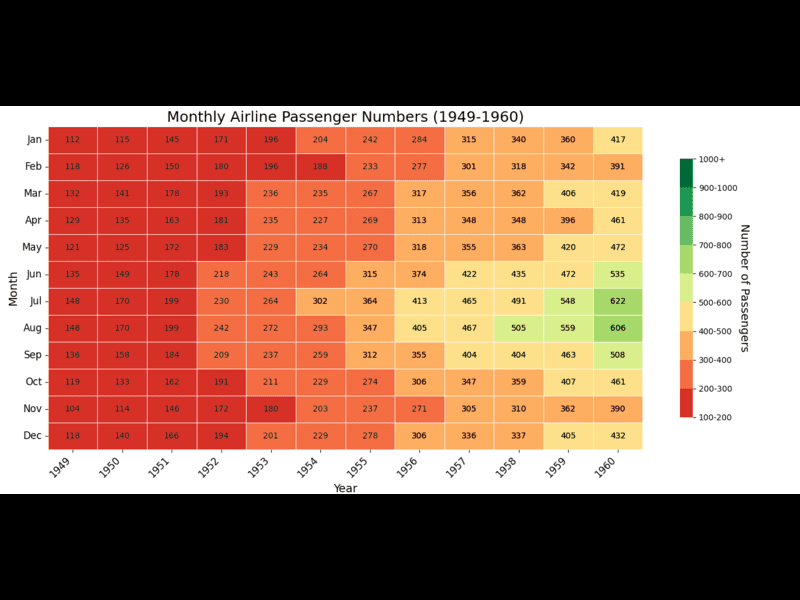 Monthly Airline Passenger Numbers (1949-1960)
Jan 112 115 145 171 196 204 242 284 315 340 360 417
Feb 118 126 150 180 196 188 233 277 301 318 342 391
Mar 132 141 178 193 236 235 267 317 356 362 406 419
Apr 129 135 163 181 235 227 269 313 348 348 396 461
May 121 125 172 183 229 234 270 318 355 363 420 472
Jun 135 149 178 218 243 264 315 374 422 435 472 535
Jul 148 170 199 230 264 302 364 413 465 491 548 622
Aug 148 170 199 242 272 293 347 405 467 505 559 606
Sep 136 158 184 209 237 259 312 355 404 404 463 508
Oct 119 133 162 191 211 229 274 306 347 359 407 461
Nov 104 114 146 172 180 203 237 271 305 310 362 390
Dec 118 140 166 194 201 229 278 306 336 337 405 432
1949 1950 1951 1952 1953 1954 1955 1956 1957 1958 1959 1960
Year
Month
1000+
900-1000
800-900
700-800
600-700
500-600
400-500
300-400
200-300
100-200
Number of Passengers